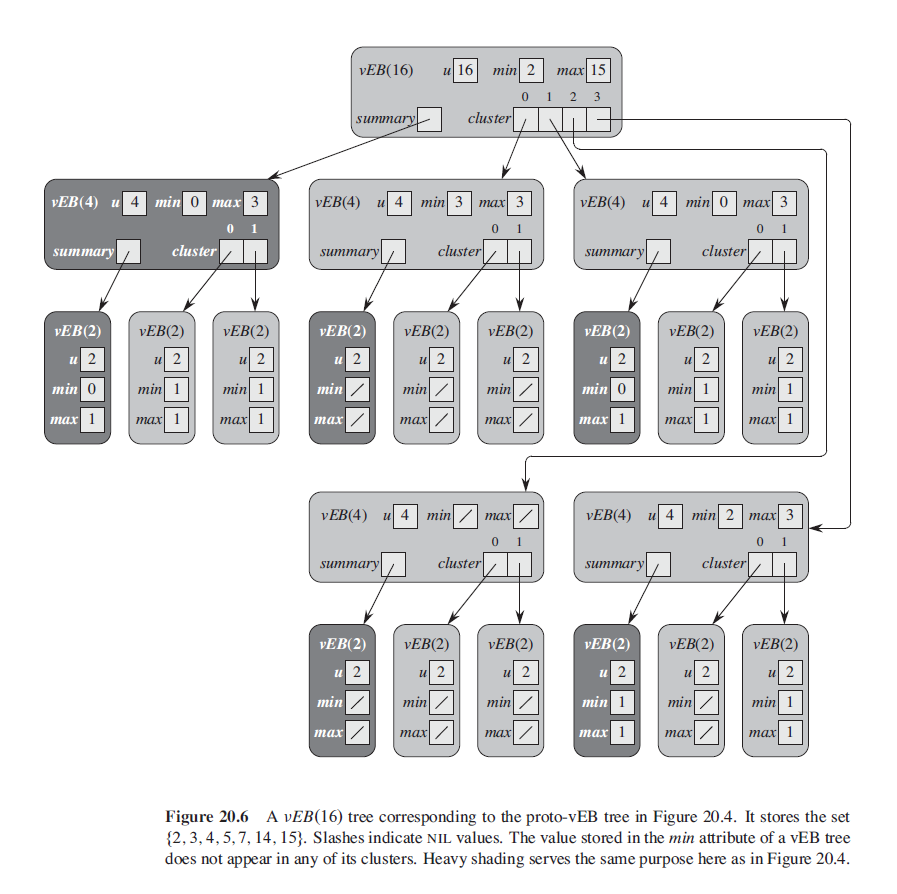 vEB(16) u 16 min 2 max 15
0 1 2 3
summary cluster
vEB(4) u 4 min 0 max 3
0 1
summary cluster
vEB(4) u 4 min 3 max 3
0 1
summary cluster
vEB(4) u 4 min 0 max 3
0 1
summary cluster
vEB(2)
u 2
min 0
max 1
vEB(2)
u 2
min 1
max 1
vEB(2)
u 2
min 1
max 1
vEB(2)
u 2
min /
max /
vEB(2)
u 2
min /
max /
vEB(2)
u 2
min /
max /
vEB(2)
u 2
min 0
max 1
vEB(2)
u 2
min 1
max 1
vEB(2)
u 2
min 1
max 1
vEB(4) u 4 min / max /
0 1
summary cluster
vEB(4) u 4 min 2 max 3
0 1
summary cluster
vEB(2)
u 2
min /
max /
vEB(2)
u 2
min /
max /
vEB(2)
u 2
min /
max /
vEB(2)
u 2
min 1
max 1
vEB(2)
u 2
min /
max /
vEB(2)
u 2
min 1
max 1
Figure 20.6 A vEB(16) tree corresponding to the proto-vEB tree in Figure 20.4. It stores the set
{2, 3, 4, 5, 7, 14, 15}. Slashes indicate NIL values. The value stored in the min attribute of a vEB tree
does not appear in any of its clusters. Heavy shading serves the same purpose here as in Figure 20.4.